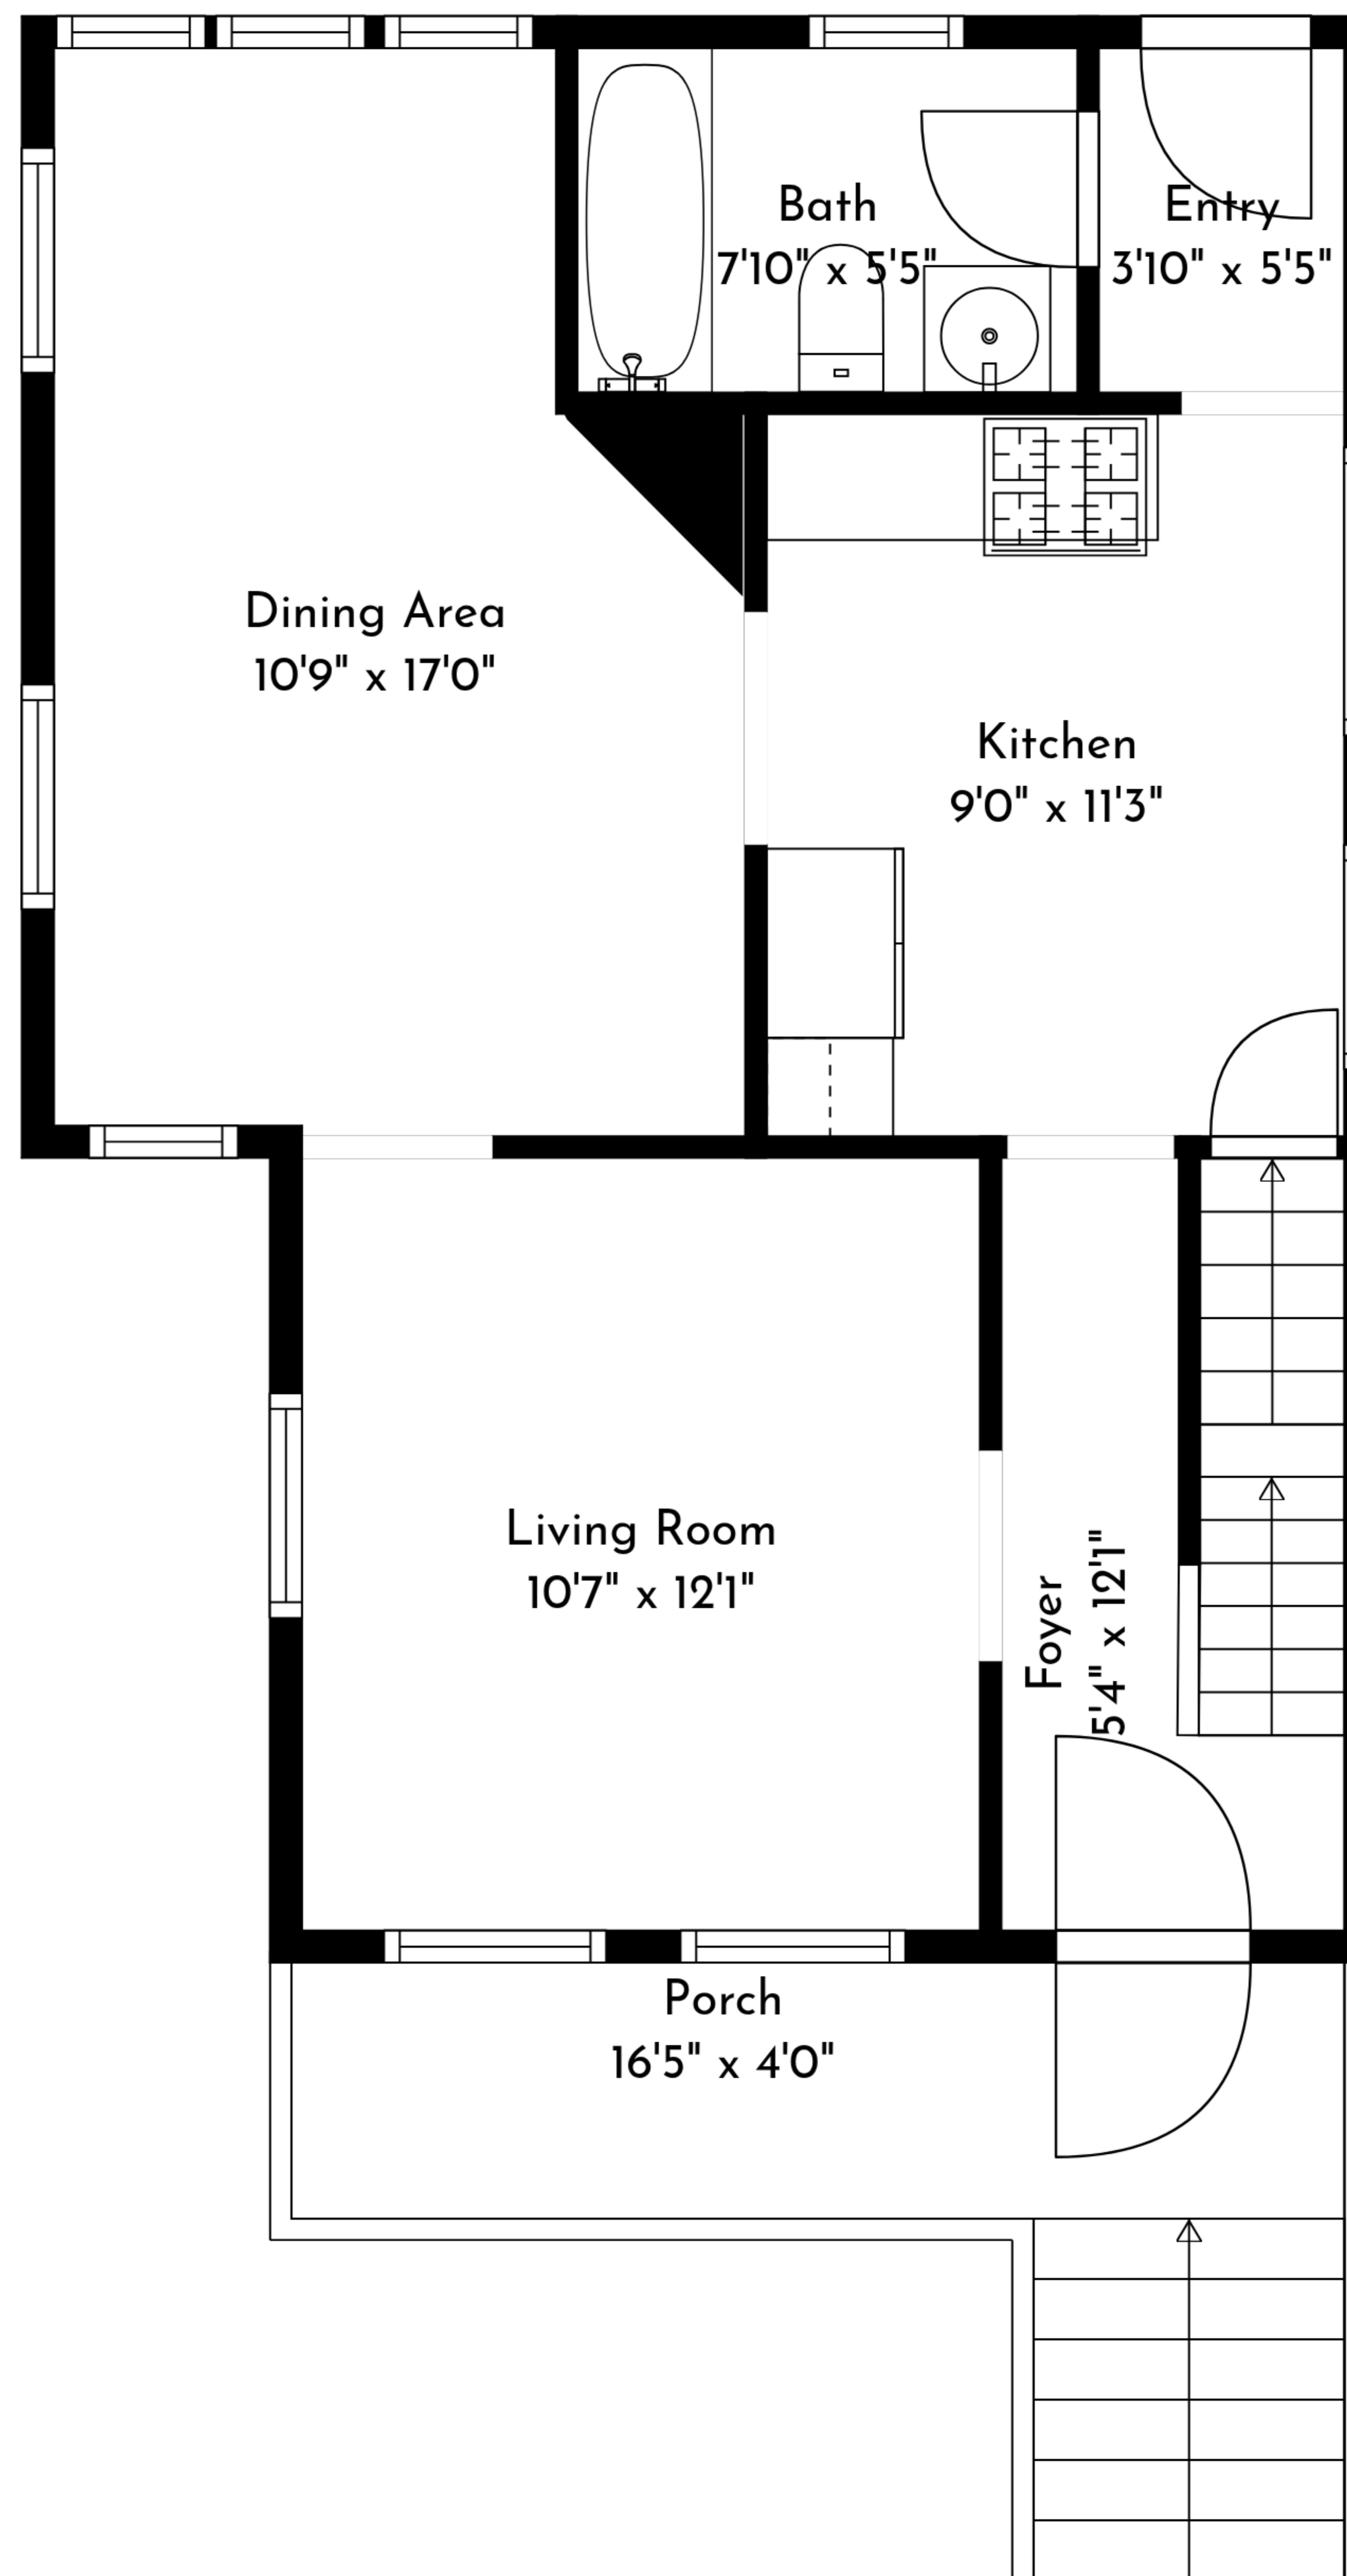 Bath
7'10" x 5'5"
Entry
3'10" x 5'5"
Dining Area
10'9" x 17'0"
Kitchen
9'0" x 11'3"
Living Room
10'7" x 12'1"
Foyer
5'4" x 12'1"
Porch
16'5" x 4'0"